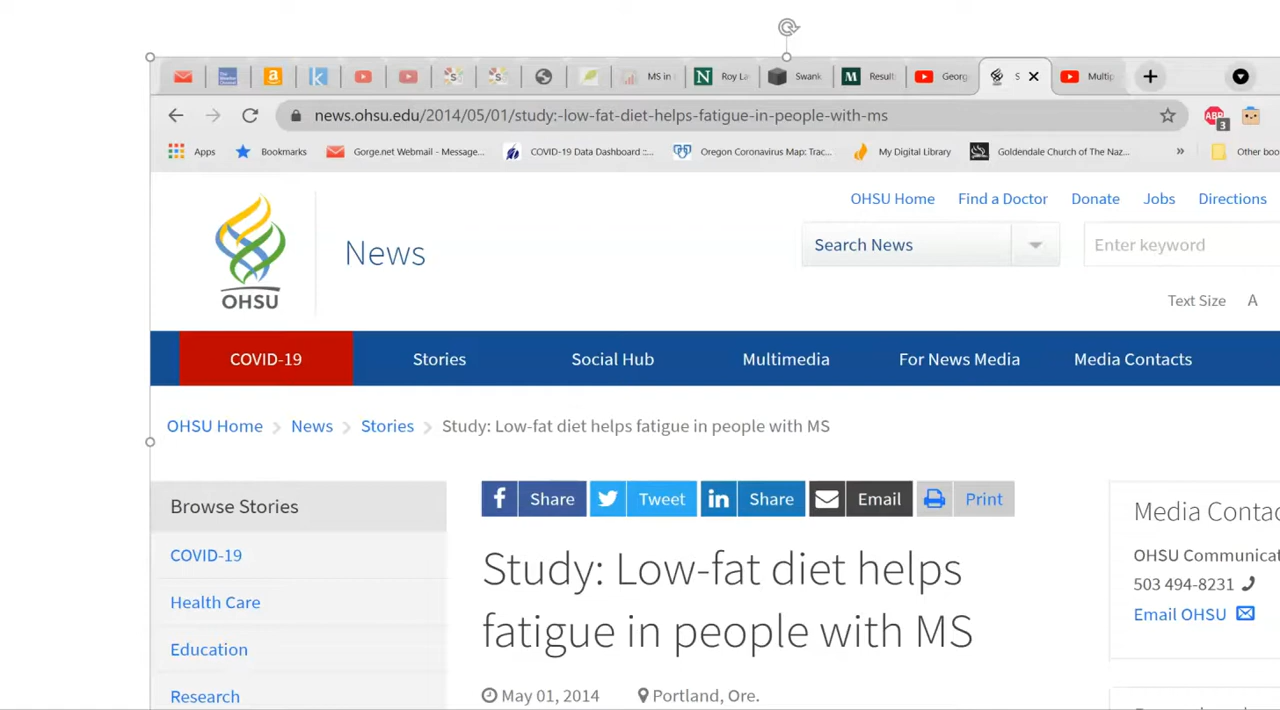 MS in
Roy La
Swank
Result
Georg
S
Multip
news.ohsu.edu/2014/05/01/study:-low-fat-diet-helps-fatigue-in-people-with-ms
ABP
3
Apps
Bookmarks
Gorge.net Webmail - Message...
COVID-19 Data Dashboard ::...
Oregon Coronavirus Map: Trac...
My Digital Library
Goldendale Church of The Naz...
»
Other boo
OHSU
News
OHSU Home
Find a Doctor
Donate
Jobs
Directions
Search News
Enter keyword
Text Size A
COVID-19
Stories
Social Hub
Multimedia
For News Media
Media Contacts
OHSU Home
News
Stories
Study: Low-fat diet helps fatigue in people with MS
Browse Stories
COVID-19
Health Care
Education
Research
Share
Tweet
Share
Email
Print
Study: Low-fat diet helps
fatigue in people with MS
May 01, 2014
Portland, Ore.
Media Contac
OHSU Communicat
503 494-8231
Email OHSU